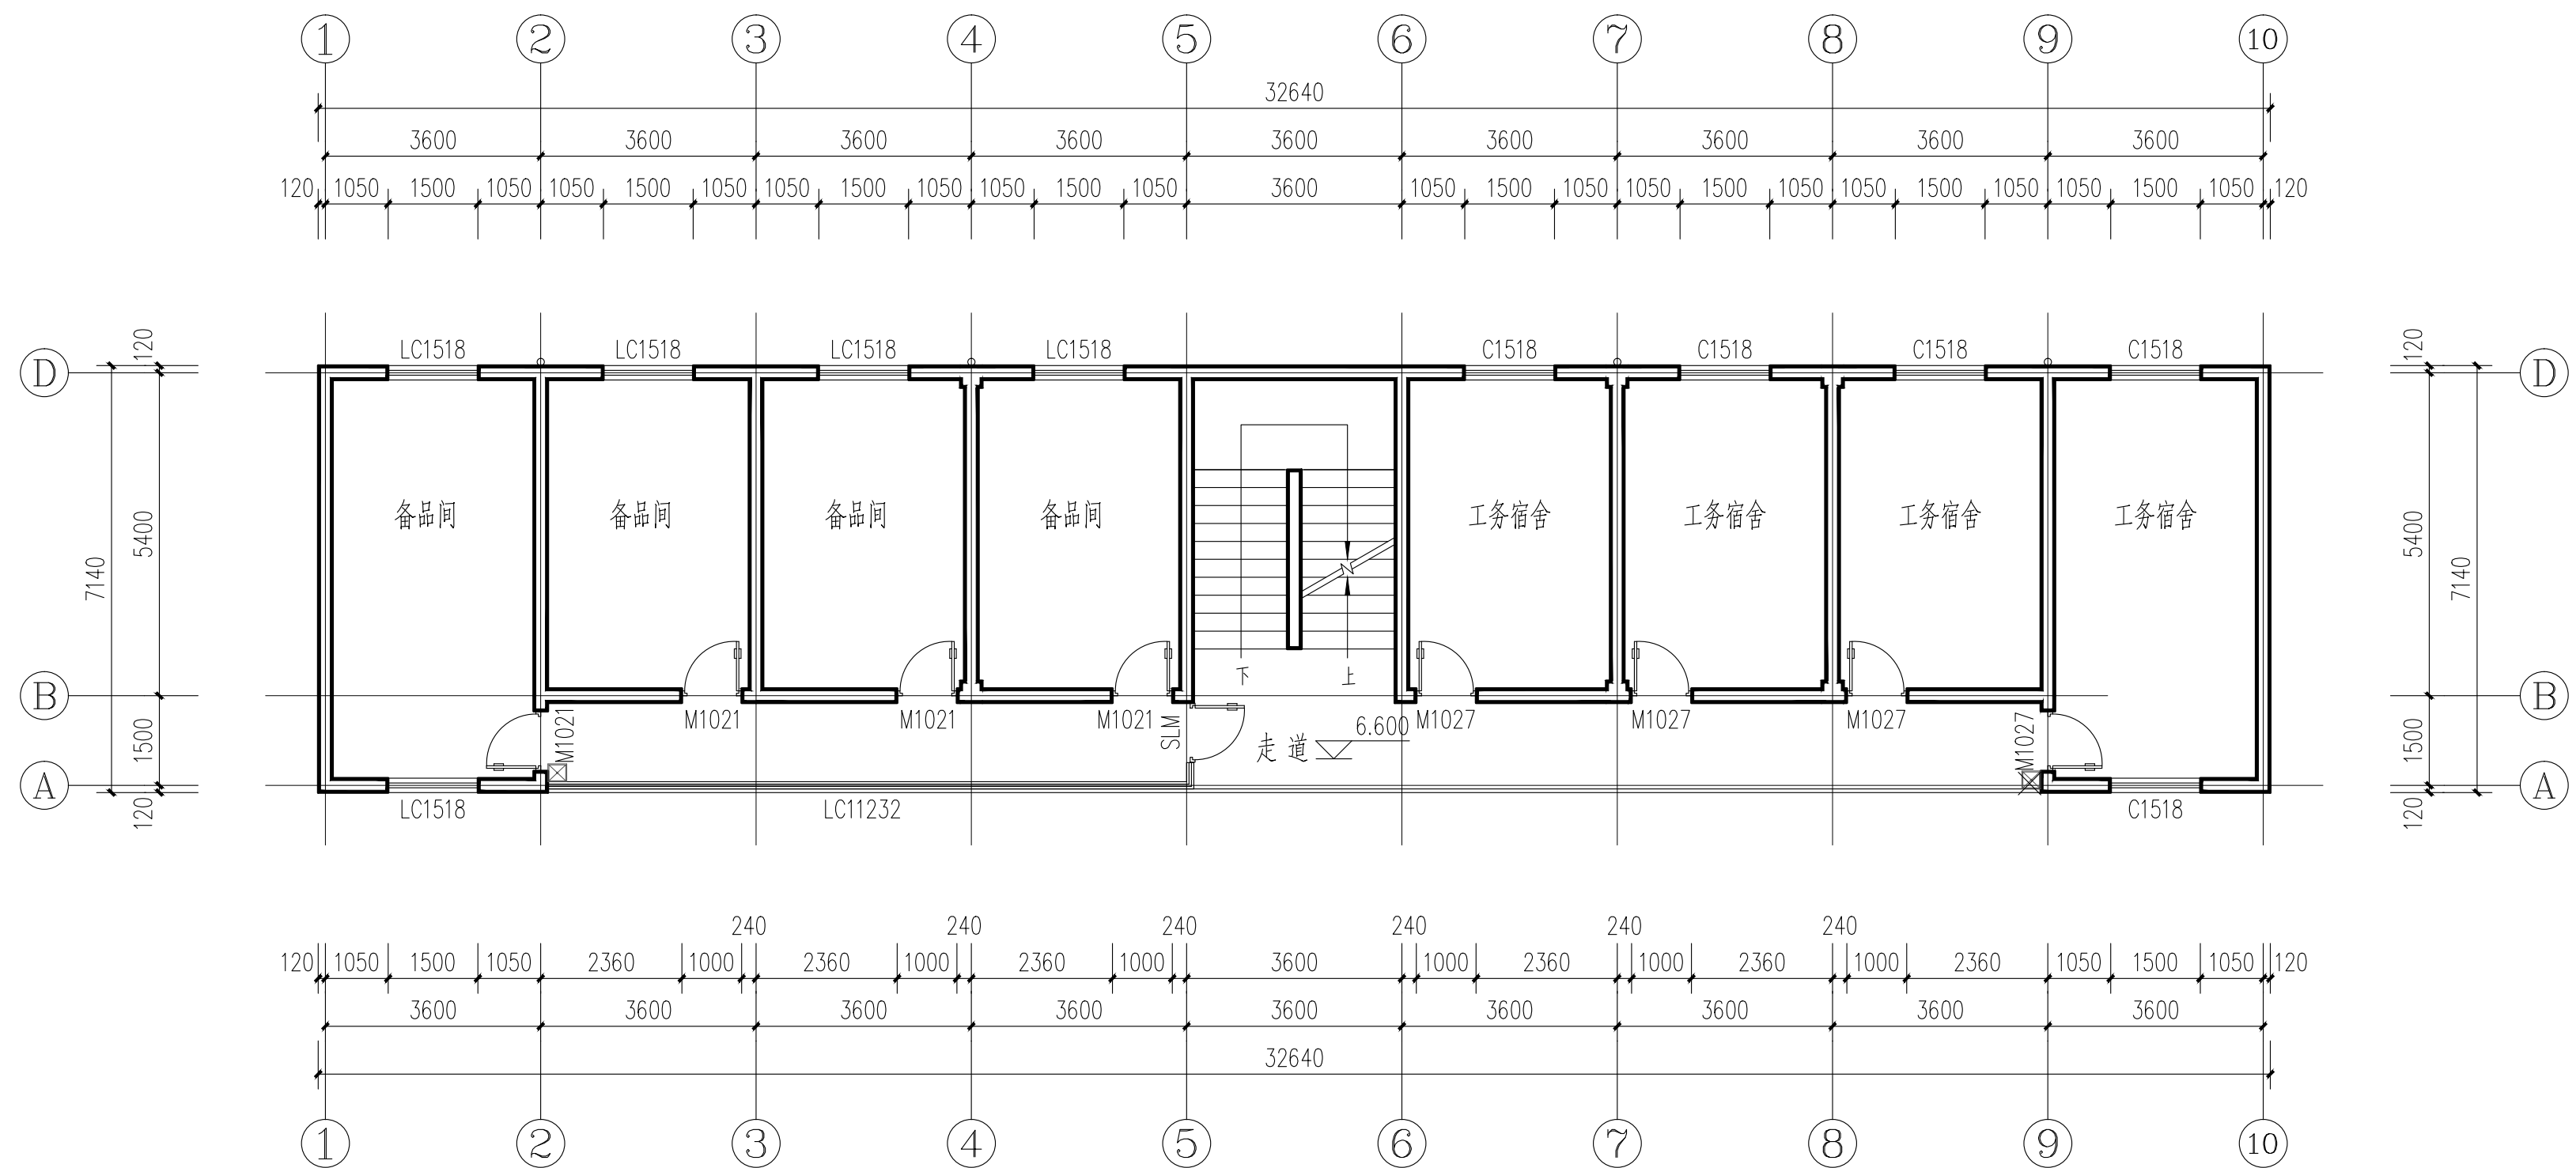 1 2 3 4 5 6 7 8 9 10
32640
3600 3600 3600 3600 3600 3600 3600 3600 3600
120 1050 1500 1050 1050 1500 1050 1050 1500 1050 1050 1500 1050 3600 1050 1500 1050 1050 1500 1050 1050 1500 1050 1050 1500 1050 120
120 LC1518 LC1518 LC1518 LC1518 C1518 C1518 C1518 C1518 120
D D
备品间 备品间 备品间 备品间 工务宿舍 工务宿舍 工务宿舍 工务宿舍
7140 5400 5400 7140
下 上
B B
M1021 M1021 M1021 M1021 SLM 6.600 M1027 M1027 M1027 M1027
1500 走道 1500
A A
120 LC1518 LC11232 C1518 120
240 240 240 240 240 240
120 1050 1500 1050 2360 1000 2360 1000 2360 1000 3600 1000 2360 1000 2360 1000 2360 1050 1500 1050 120
3600 3600 3600 3600 3600 3600 3600 3600 3600
32640
1 2 3 4 5 6 7 8 9 10